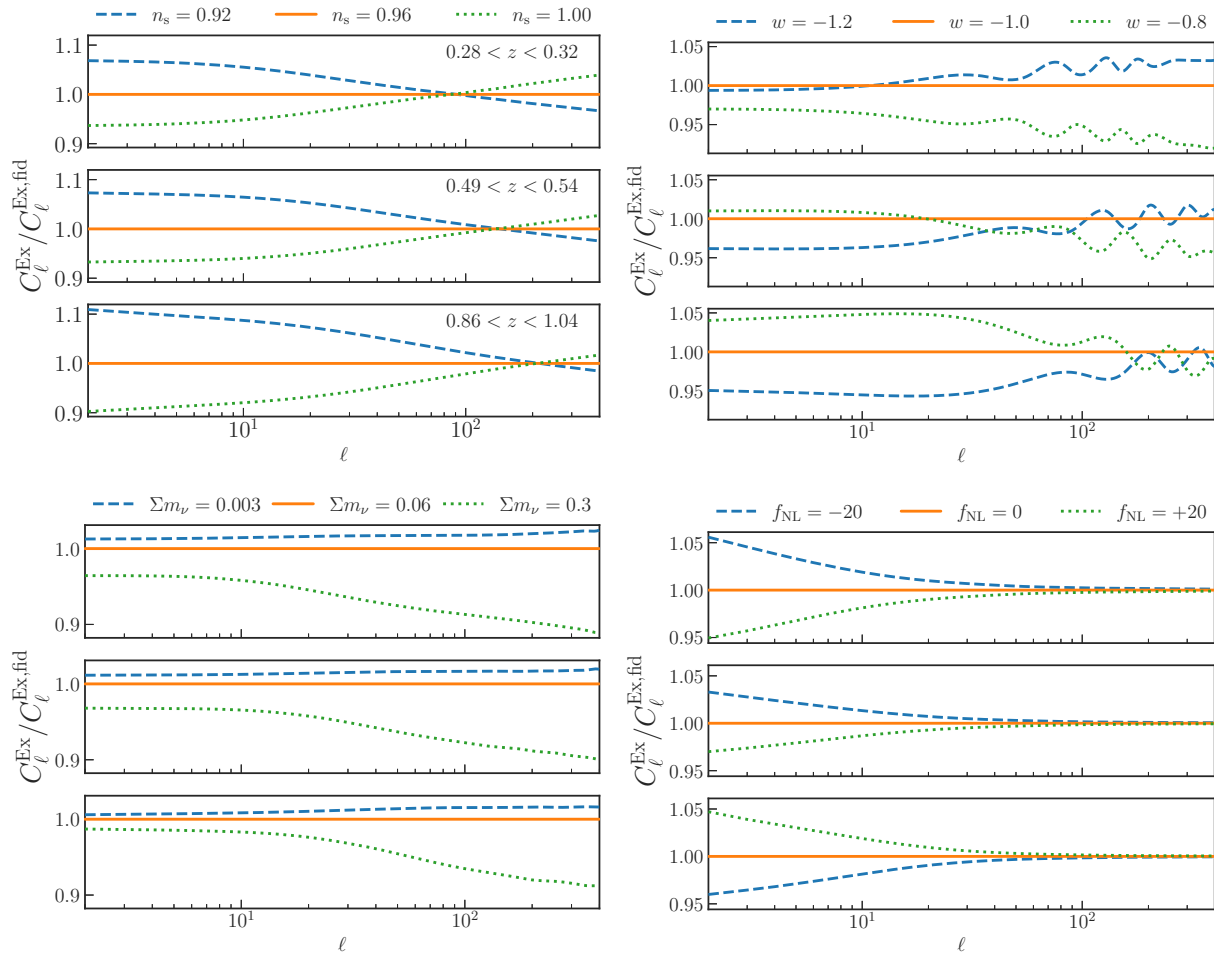 n_s = 0.92 n_s = 0.96 n_s = 1.00
0.28 < z < 0.32
1.1
1.0
0.9
0.49 < z < 0.54
1.1
1.0
0.9
0.86 < z < 1.04
1.1
1.0
0.9
C_ℓ^Ex / C_ℓ^Ex,fid
10^1 10^2
ℓ
w = −1.2 w = −1.0 w = −0.8
1.05
1.00
0.95
1.00
0.95
1.05
1.00
0.95
C_ℓ^Ex / C_ℓ^Ex,fid
10^1 10^2
ℓ
Σm_ν = 0.003 Σm_ν = 0.06 Σm_ν = 0.3
1.0
0.9
1.0
0.9
1.0
0.9
C_ℓ^Ex / C_ℓ^Ex,fid
10^1 10^2
ℓ
f_NL = −20 f_NL = 0 f_NL = +20
1.05
1.00
0.95
1.05
1.00
0.95
1.05
1.00
0.95
C_ℓ^Ex / C_ℓ^Ex,fid
10^1 10^2
ℓ